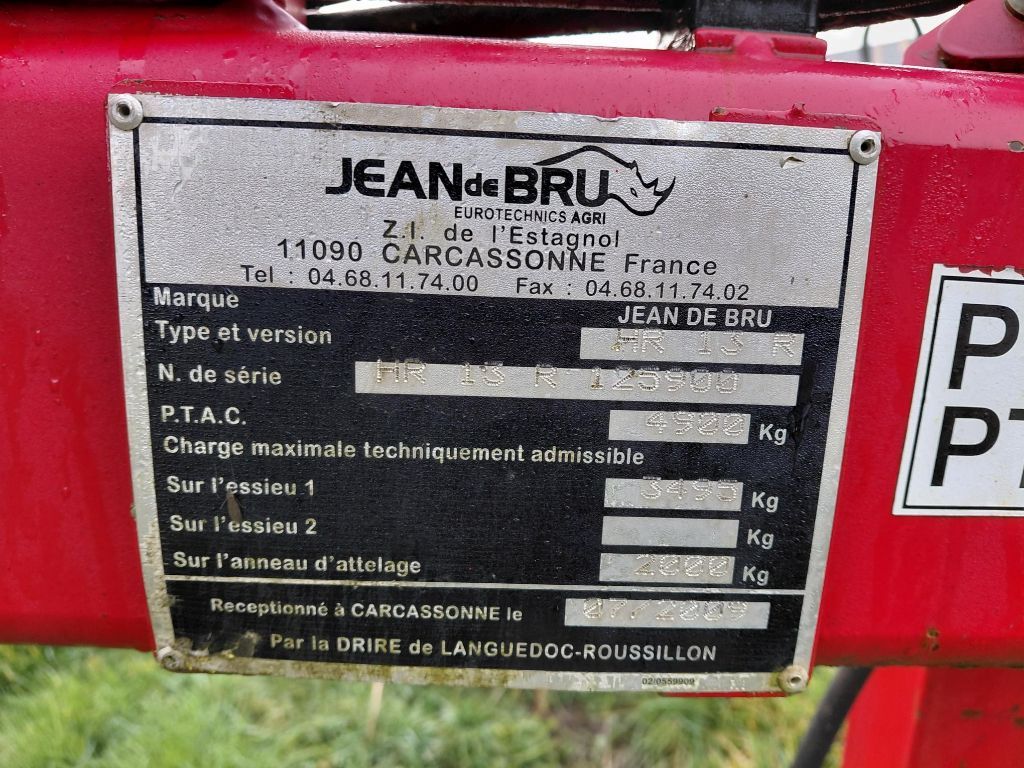 JEAN de BRU
EUROTECHNICS AGRI
Z.I. de l'Estagnol
11090 CARCASSONNE France
Tel : 04.68.11.74.00 Fax : 04.68.11.74.02
Marque JEAN DE BRU
Type et version HR 13 R
N. de série HR 13 R 125900
P.T.A.C. 4900 Kg
Charge maximale techniquement admissible
Sur l'essieu 1 3495 Kg
Sur l'essieu 2 Kg
Sur l'anneau d'attelage 2000 Kg
Receptionné à CARCASSONNE le 07/2009
Par la DRIRE de LANGUEDOC-ROUSSILLON
02/0559909
P
PT